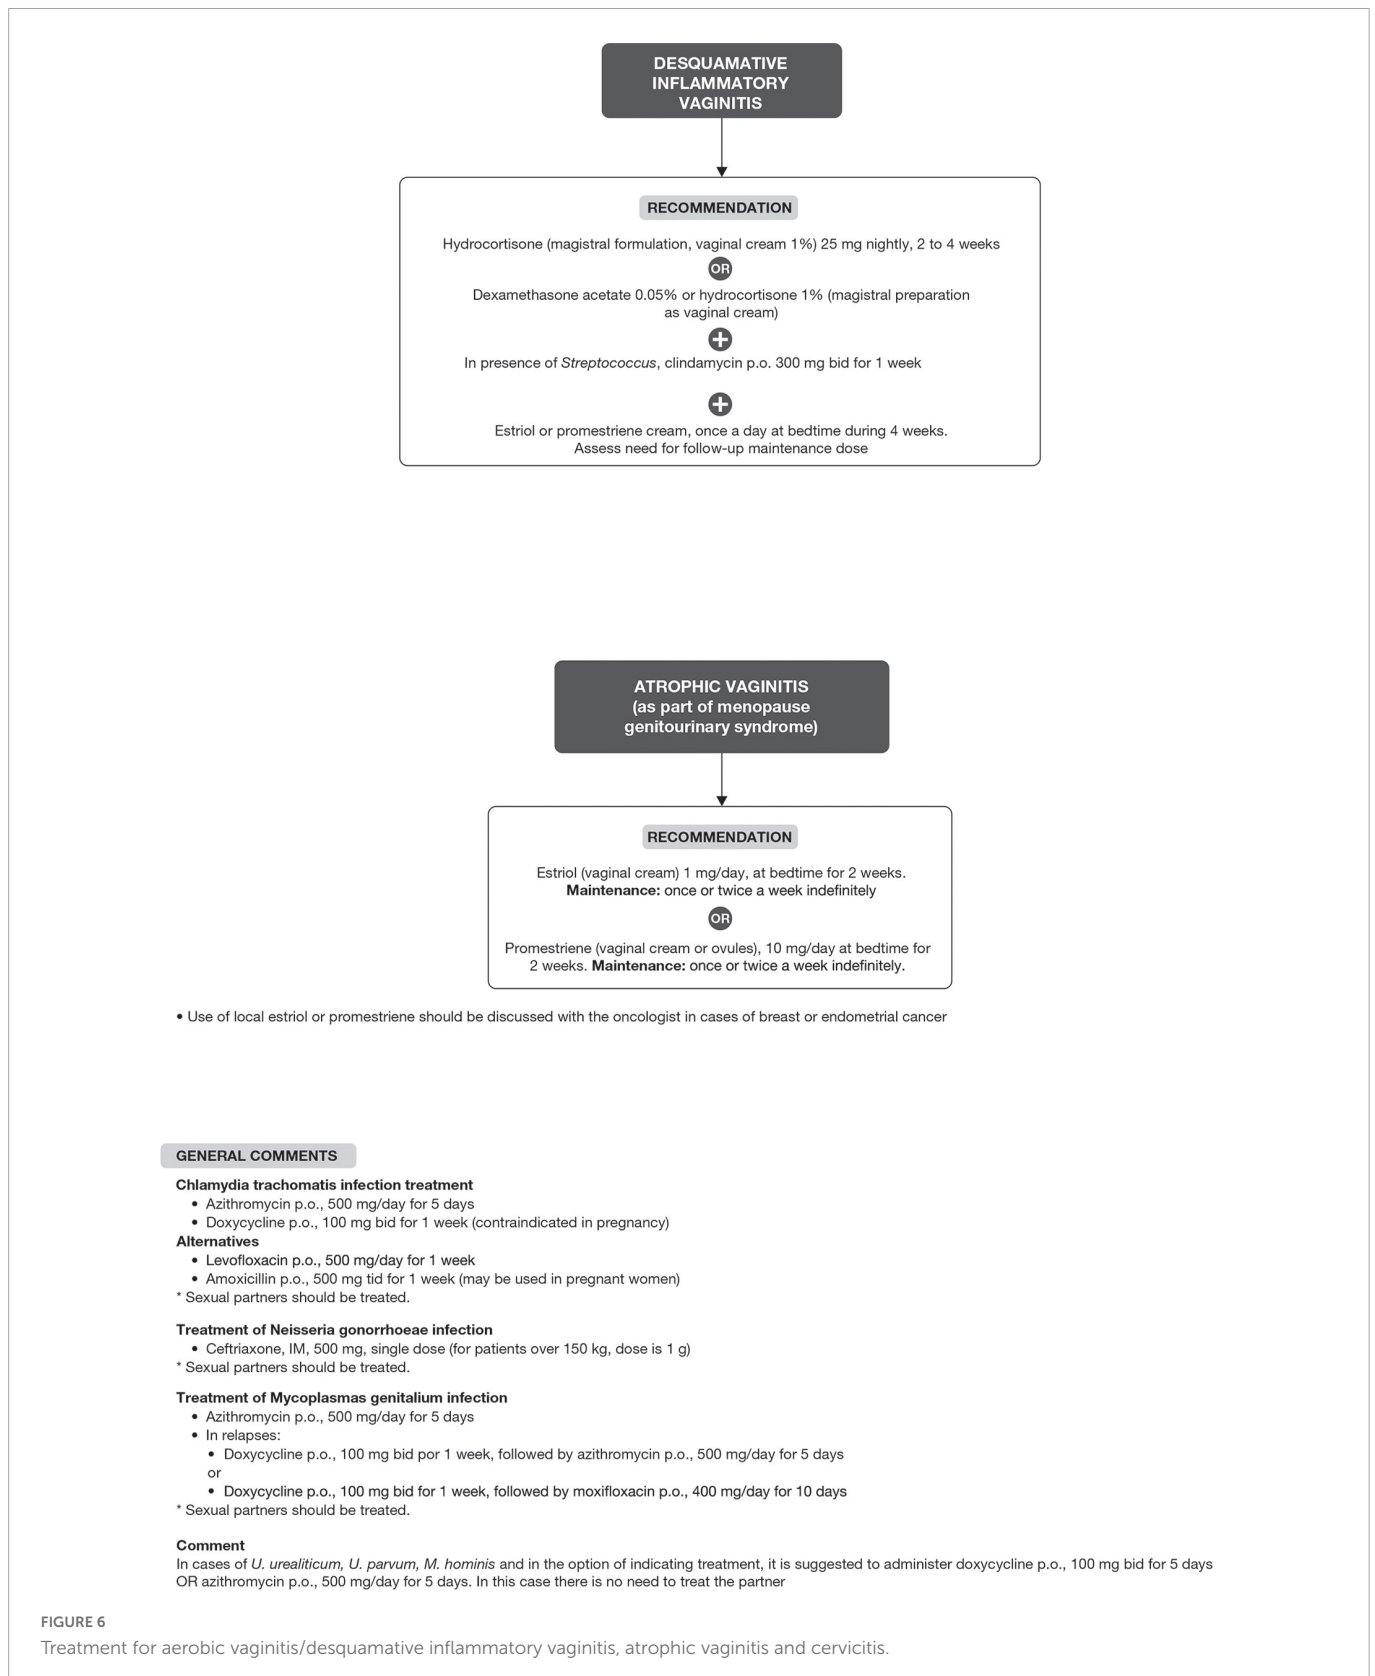 DESQUAMATIVE
INFLAMMATORY
VAGINITIS
RECOMMENDATION
Hydrocortisone (magistral formulation, vaginal cream 1%) 25 mg nightly, 2 to 4 weeks
OR
Dexamethasone acetate 0.05% or hydrocortisone 1% (magistral preparation
as vaginal cream)
+
In presence of Streptococcus, clindamycin p.o. 300 mg bid for 1 week
+
Estriol or promestriene cream, once a day at bedtime during 4 weeks.
Assess need for follow-up maintenance dose
ATROPHIC VAGINITIS
(as part of menopause
genitourinary syndrome)
RECOMMENDATION
Estriol (vaginal cream) 1 mg/day, at bedtime for 2 weeks.
Maintenance: once or twice a week indefinitely
OR
Promestriene (vaginal cream or ovules), 10 mg/day at bedtime for
2 weeks. Maintenance: once or twice a week indefinitely.
• Use of local estriol or promestriene should be discussed with the oncologist in cases of breast or endometrial cancer
GENERAL COMMENTS
Chlamydia trachomatis infection treatment
• Azithromycin p.o., 500 mg/day for 5 days
• Doxycycline p.o., 100 mg bid for 1 week (contraindicated in pregnancy)
Alternatives
• Levofloxacin p.o., 500 mg/day for 1 week
• Amoxicillin p.o., 500 mg tid for 1 week (may be used in pregnant women)
* Sexual partners should be treated.
Treatment of Neisseria gonorrhoeae infection
• Ceftriaxone, IM, 500 mg, single dose (for patients over 150 kg, dose is 1 g)
* Sexual partners should be treated.
Treatment of Mycoplasmas genitalium infection
• Azithromycin p.o., 500 mg/day for 5 days
• In relapses:
• Doxycycline p.o., 100 mg bid por 1 week, followed by azithromycin p.o., 500 mg/day for 5 days
or
• Doxycycline p.o., 100 mg bid for 1 week, followed by moxifloxacin p.o., 400 mg/day for 10 days
* Sexual partners should be treated.
Comment
In cases of U. urealiticum, U. parvum, M. hominis and in the option of indicating treatment, it is suggested to administer doxycycline p.o., 100 mg bid for 5 days
OR azithromycin p.o., 500 mg/day for 5 days. In this case there is no need to treat the partner
FIGURE 6
Treatment for aerobic vaginitis/desquamative inflammatory vaginitis, atrophic vaginitis and cervicitis.